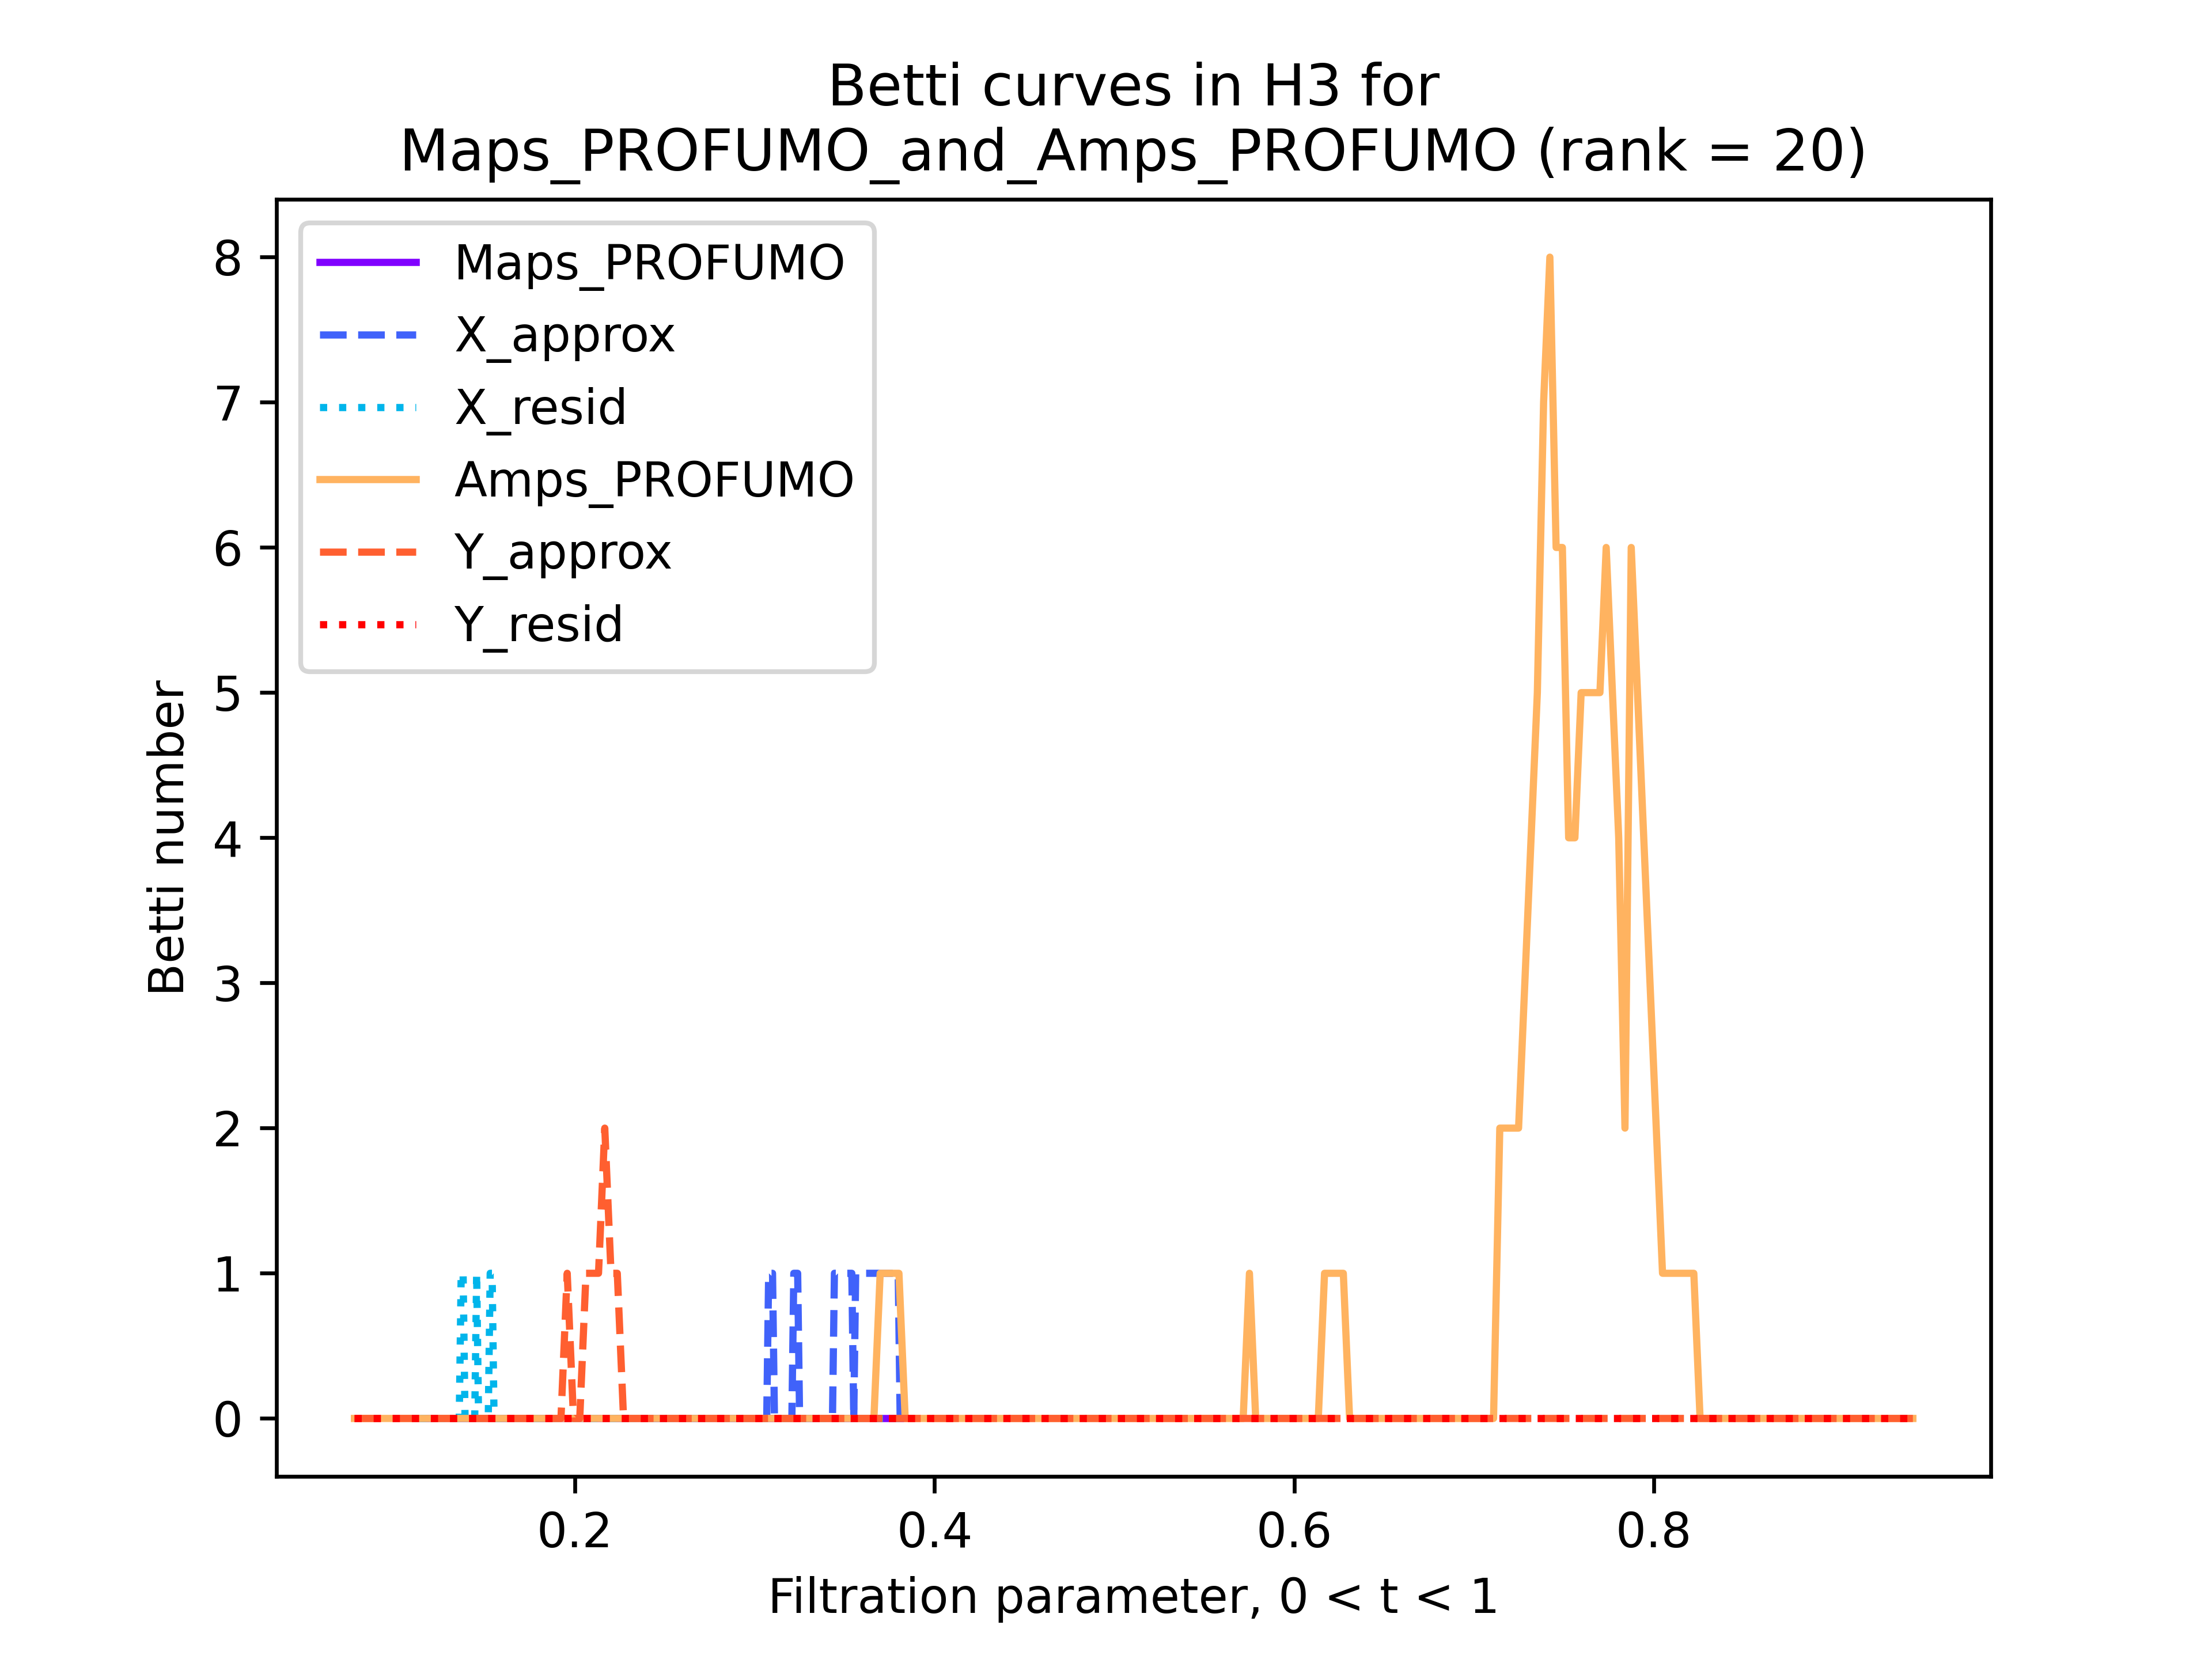 Betti curves in H3 for
Maps_PROFUMO_and_Amps_PROFUMO (rank = 20)
Maps_PROFUMO
X_approx
X_resid
Amps_PROFUMO
Y_approx
Y_resid
Betti number
8
7
6
5
4
3
2
1
0
0.2 0.4 0.6 0.8
Filtration parameter, 0 < t < 1